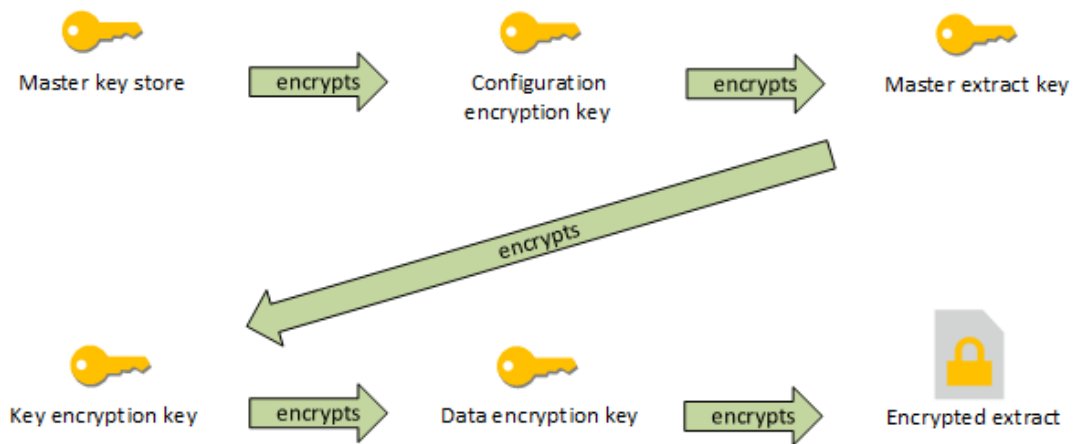 Master key store
encrypts
Configuration
encryption key
encrypts
Master extract key
encrypts
Key encryption key
encrypts
Data encryption key
encrypts
Encrypted extract